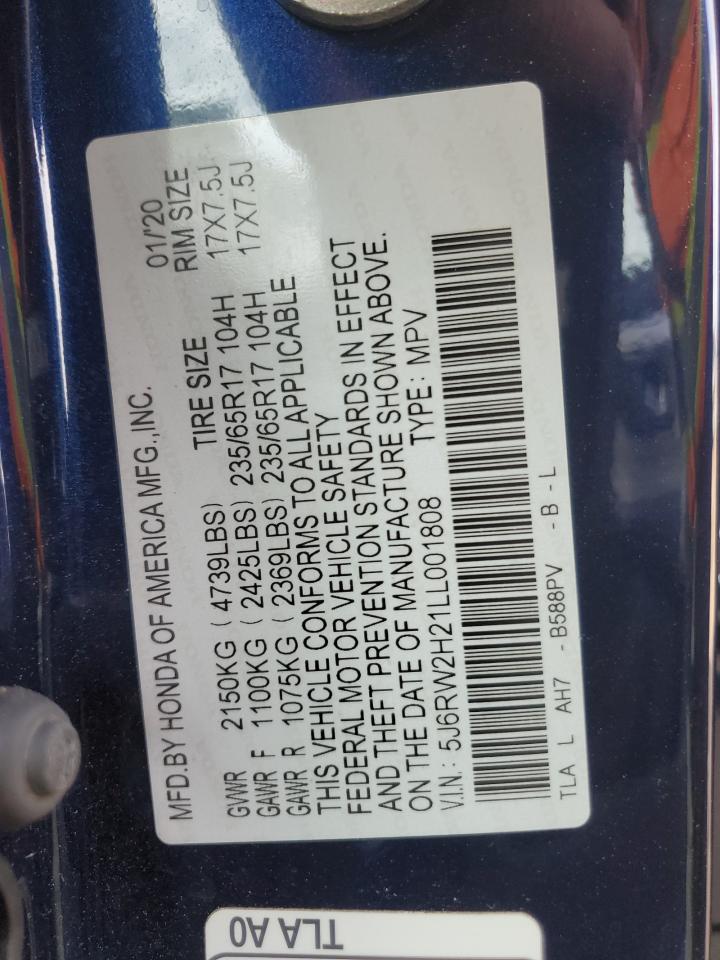 MFD.BY HONDA OF AMERICA MFG.,INC. 01/'20
TIRE SIZE RIM SIZE
GVWR 2150KG (4739LBS)
GAWR F 1100KG (2425LBS) 235/65R17 104H 17X7.5J
GAWR R 1075KG (2369LBS) 235/65R17 104H 17X7.5J
THIS VEHICLE CONFORMS TO ALL APPLICABLE
FEDERAL MOTOR VEHICLE SAFETY
AND THEFT PREVENTION STANDARDS IN EFFECT
ON THE DATE OF MANUFACTURE SHOWN ABOVE.
V.I.N.: 5J6RW2H21LL001808 TYPE: MPV
TLA L AH7 -B588PV -B-L
TLA A0